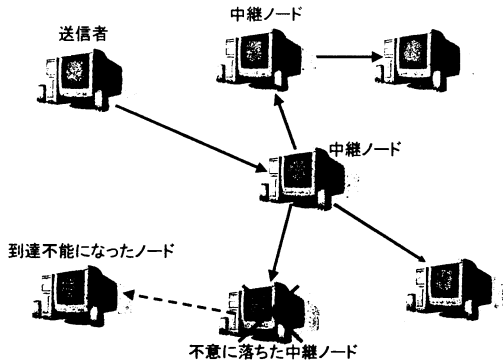 中継ノード
送信者
中継ノード
到達不能になったノード
不意に落ちた中継ノード